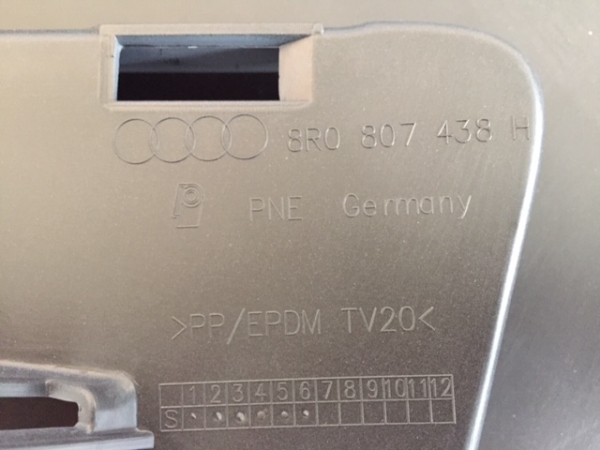 8R0 807 438 H
PNE Germany
>PP/EPDM TV20<
1 2 3 4 5 6 7 8 9 10 11 12
S